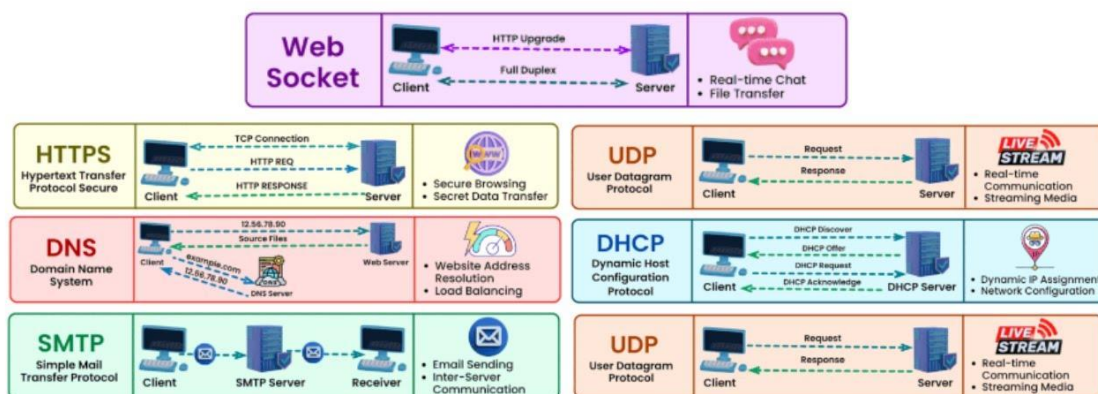 Web
Socket
HTTP Upgrade
Full Duplex
Client
Server
• Real-time Chat
• File Transfer
HTTPS
Hypertext Transfer
Protocol Secure
TCP Connection
HTTP REQ
HTTP RESPONSE
Client
Server
WWW
• Secure Browsing
• Secret Data Transfer
UDP
User Datagram
Protocol
Request
Response
Client
Server
LIVE
STREAM
• Real-time
Communication
• Streaming Media
DNS
Domain Name
System
12.56.78.90
Source Files
Client
Web Server
example.com
12.56.78.90
DNS
DNS Server
• Website Address
Resolution
• Load Balancing
DHCP
Dynamic Host
Configuration
Protocol
DHCP Discover
DHCP Offer
DHCP Request
DHCP Acknowledge
Client
DHCP Server
IP
• Dynamic IP Assignment
• Network Configuration
SMTP
Simple Mail
Transfer Protocol
Client
SMTP Server
Receiver
• Email Sending
• Inter-Server
Communication
UDP
User Datagram
Protocol
Request
Response
Client
Server
LIVE
STREAM
• Real-time
Communication
• Streaming Media